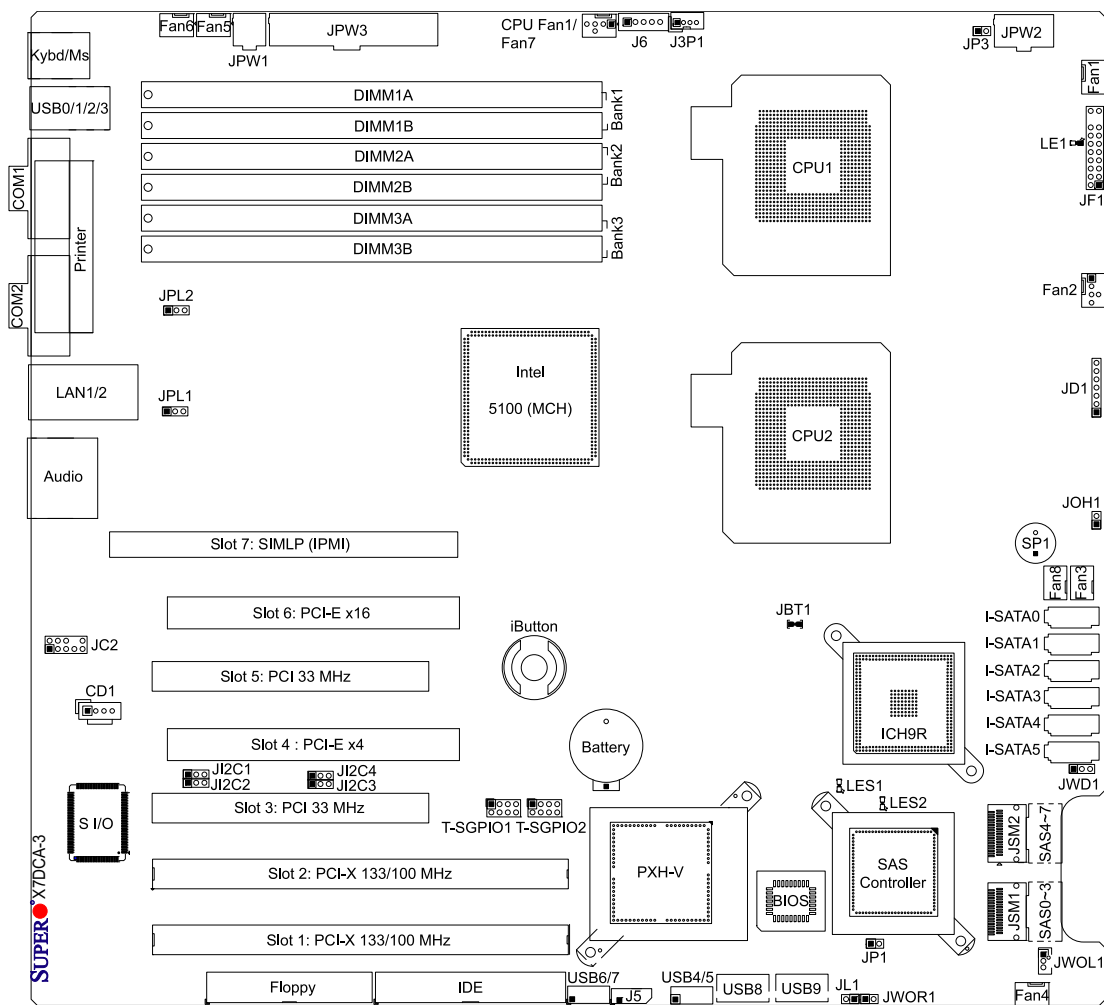 Fan6
Fan5
JPW1
JPW3
CPU Fan1/
Fan7
J6
J3P1
JP3
JPW2
Kybd/Ms
USB0/1/2/3
DIMM1A
DIMM1B
Bank1
DIMM2A
DIMM2B
Bank2
DIMM3A
DIMM3B
Bank3
CPU1
Fan1
LE1
JF1
COM1
COM2
Printer
JPL2
Fan2
LAN1/2
JPL1
Intel
5100 (MCH)
CPU2
JD1
Audio
JOH1
SP1
Slot 7: SIMLP (IPMI)
Fan8
Fan3
Slot 6: PCI-E x16
JBT1
I-SATA0
I-SATA1
I-SATA2
I-SATA3
I-SATA4
I-SATA5
iButton
JC2
Slot 5: PCI 33 MHz
CD1
ICH9R
Slot 4 : PCI-E x4
Battery
JI2C1
JI2C2
JI2C4
JI2C3
JWD1
LES1
LES2
Slot 3: PCI 33 MHz
S I/O
T-SGPIO1
T-SGPIO2
JSM2
SAS4~7
PXH-V
SAS
Controller
Slot 2: PCI-X 133/100 MHz
BIOS
JSM1
SAS0~3
SUPER X7DCA-3
Slot 1: PCI-X 133/100 MHz
JP1
JWOL1
Floppy
IDE
USB6/7
J5
USB4/5
USB8
USB9
JL1
JWOR1
Fan4